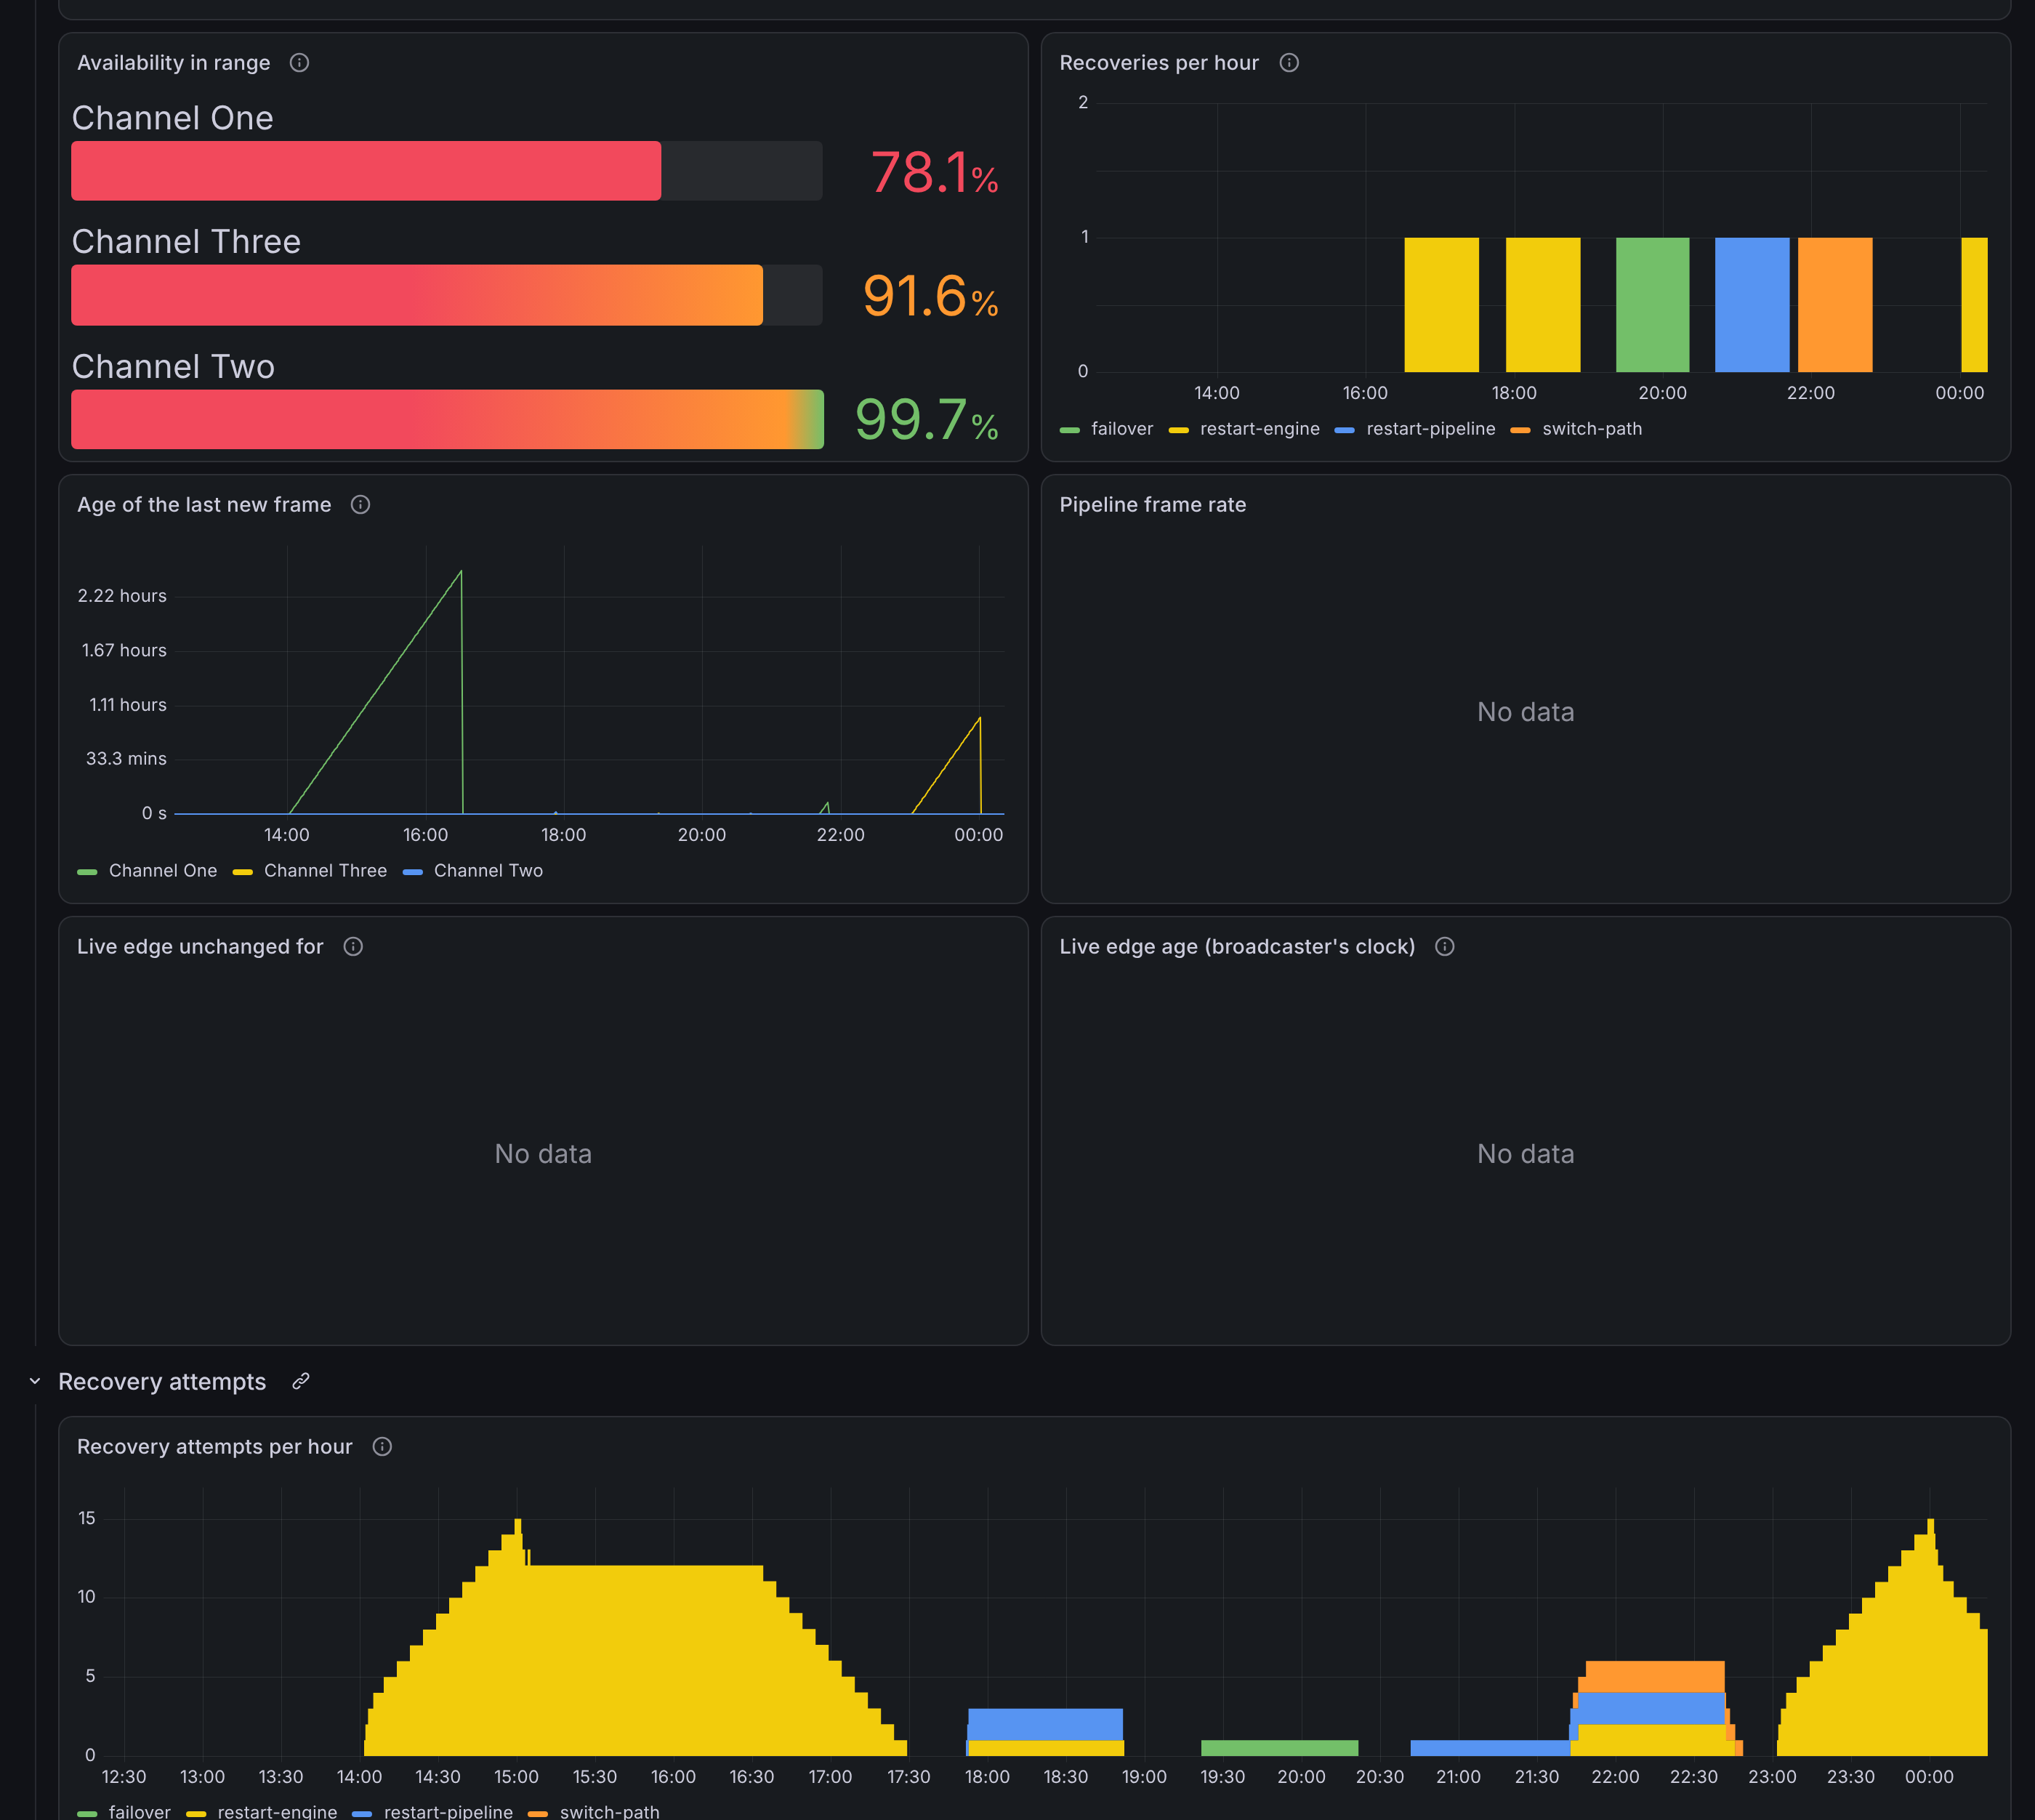 Availability in range
Channel One
78.1%
Channel Three
91.6%
Channel Two
99.7%
Recoveries per hour
2
1
0
14:00 16:00 18:00 20:00 22:00 00:00
failover restart-engine restart-pipeline switch-path
Age of the last new frame
2.22 hours
1.67 hours
1.11 hours
33.3 mins
0 s
14:00 16:00 18:00 20:00 22:00 00:00
Channel One Channel Three Channel Two
Pipeline frame rate
No data
Live edge unchanged for
No data
Live edge age (broadcaster's clock)
No data
Recovery attempts
Recovery attempts per hour
15
10
5
0
12:30 13:00 13:30 14:00 14:30 15:00 15:30 16:00 16:30 17:00 17:30 18:00 18:30 19:00 19:30 20:00 20:30 21:00 21:30 22:00 22:30 23:00 23:30 00:00
failover restart-engine restart-pipeline switch-path